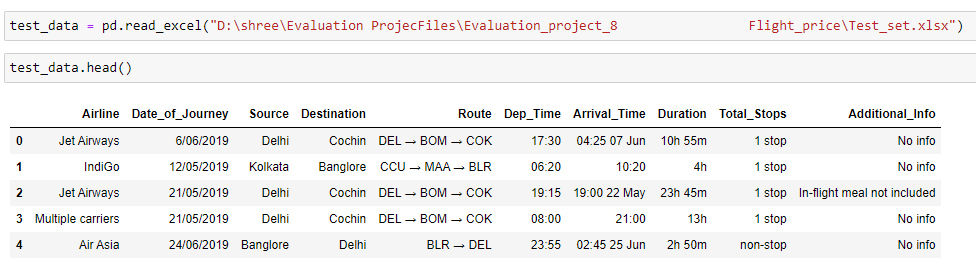 test_data = pd.read_excel("D:\shree\Evaluation ProjecFiles\Evaluation_project_8                 Flight_price\Test_set.xlsx")
test_data.head()
Airline Date_of_Journey Source Destination Route Dep_Time Arrival_Time Duration Total_Stops Additional_Info
0 Jet Airways 6/06/2019 Delhi Cochin DEL → BOM → COK 17:30 04:25 07 Jun 10h 55m 1 stop No info
1 IndiGo 12/05/2019 Kolkata Banglore CCU → MAA → BLR 06:20 10:20 4h 1 stop No info
2 Jet Airways 21/05/2019 Delhi Cochin DEL → BOM → COK 19:15 19:00 22 May 23h 45m 1 stop In-flight meal not included
3 Multiple carriers 21/05/2019 Delhi Cochin DEL → BOM → COK 08:00 21:00 13h 1 stop No info
4 Air Asia 24/06/2019 Banglore Delhi BLR → DEL 23:55 02:45 25 Jun 2h 50m non-stop No info